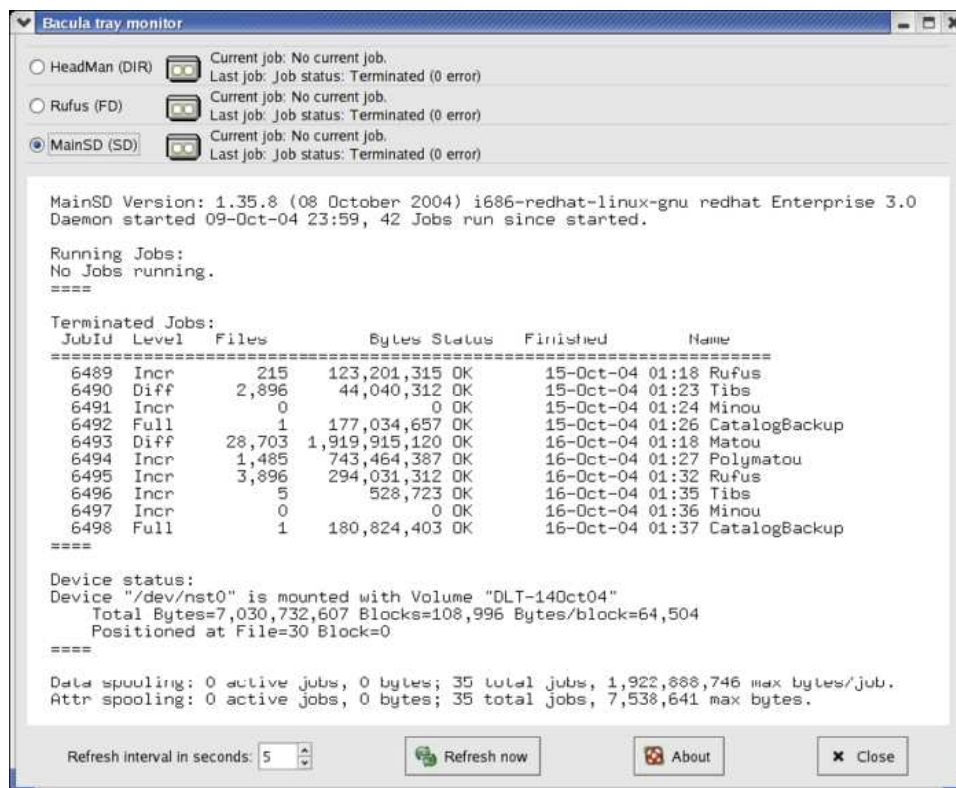 Bacula tray monitor
HeadMan (DIR) Current job: No current job.
Last job: Job status: Terminated (0 error)
Rufus (FD) Current job: No current job.
Last job: Job status: Terminated (0 error)
MainSD (SD) Current job: No current job.
Last job: Job status: Terminated (0 error)
MainSD Version: 1.35.8 (08 October 2004) i686-redhat-linux-gnu redhat Enterprise 3.0
Daemon started 09-Oct-04 23:59, 42 Jobs run since started.
Running Jobs:
No Jobs running.
====
Terminated Jobs:
JobId Level Files Bytes Status Finished Name
======================================================================
6489 Incr 215 123,201,315 OK 15-Oct-04 01:18 Rufus
6490 Diff 2,896 44,040,312 OK 15-Oct-04 01:23 Tibs
6491 Incr 0 0 OK 15-Oct-04 01:24 Minou
6492 Full 1 177,034,657 OK 15-Oct-04 01:26 CatalogBackup
6493 Diff 28,703 1,919,915,120 OK 16-Oct-04 01:18 Matou
6494 Incr 1,485 743,464,387 OK 16-Oct-04 01:27 Polymatou
6495 Incr 3,896 294,031,312 OK 16-Oct-04 01:32 Rufus
6496 Incr 5 528,723 OK 16-Oct-04 01:35 Tibs
6497 Incr 0 0 OK 16-Oct-04 01:36 Minou
6498 Full 1 180,824,403 OK 16-Oct-04 01:37 CatalogBackup
====
Device status:
Device "/dev/nst0" is mounted with Volume "DLT-14Oct04"
Total Bytes=7,030,732,607 Blocks=108,996 Bytes/block=64,504
Positioned at File=30 Block=0
====
Data spooling: 0 active jobs, 0 bytes; 35 total jobs, 1,922,888,746 max bytes/job.
Attr spooling: 0 active jobs, 0 bytes; 35 total jobs, 7,538,641 max bytes.
Refresh interval in seconds: 5 Refresh now About Close